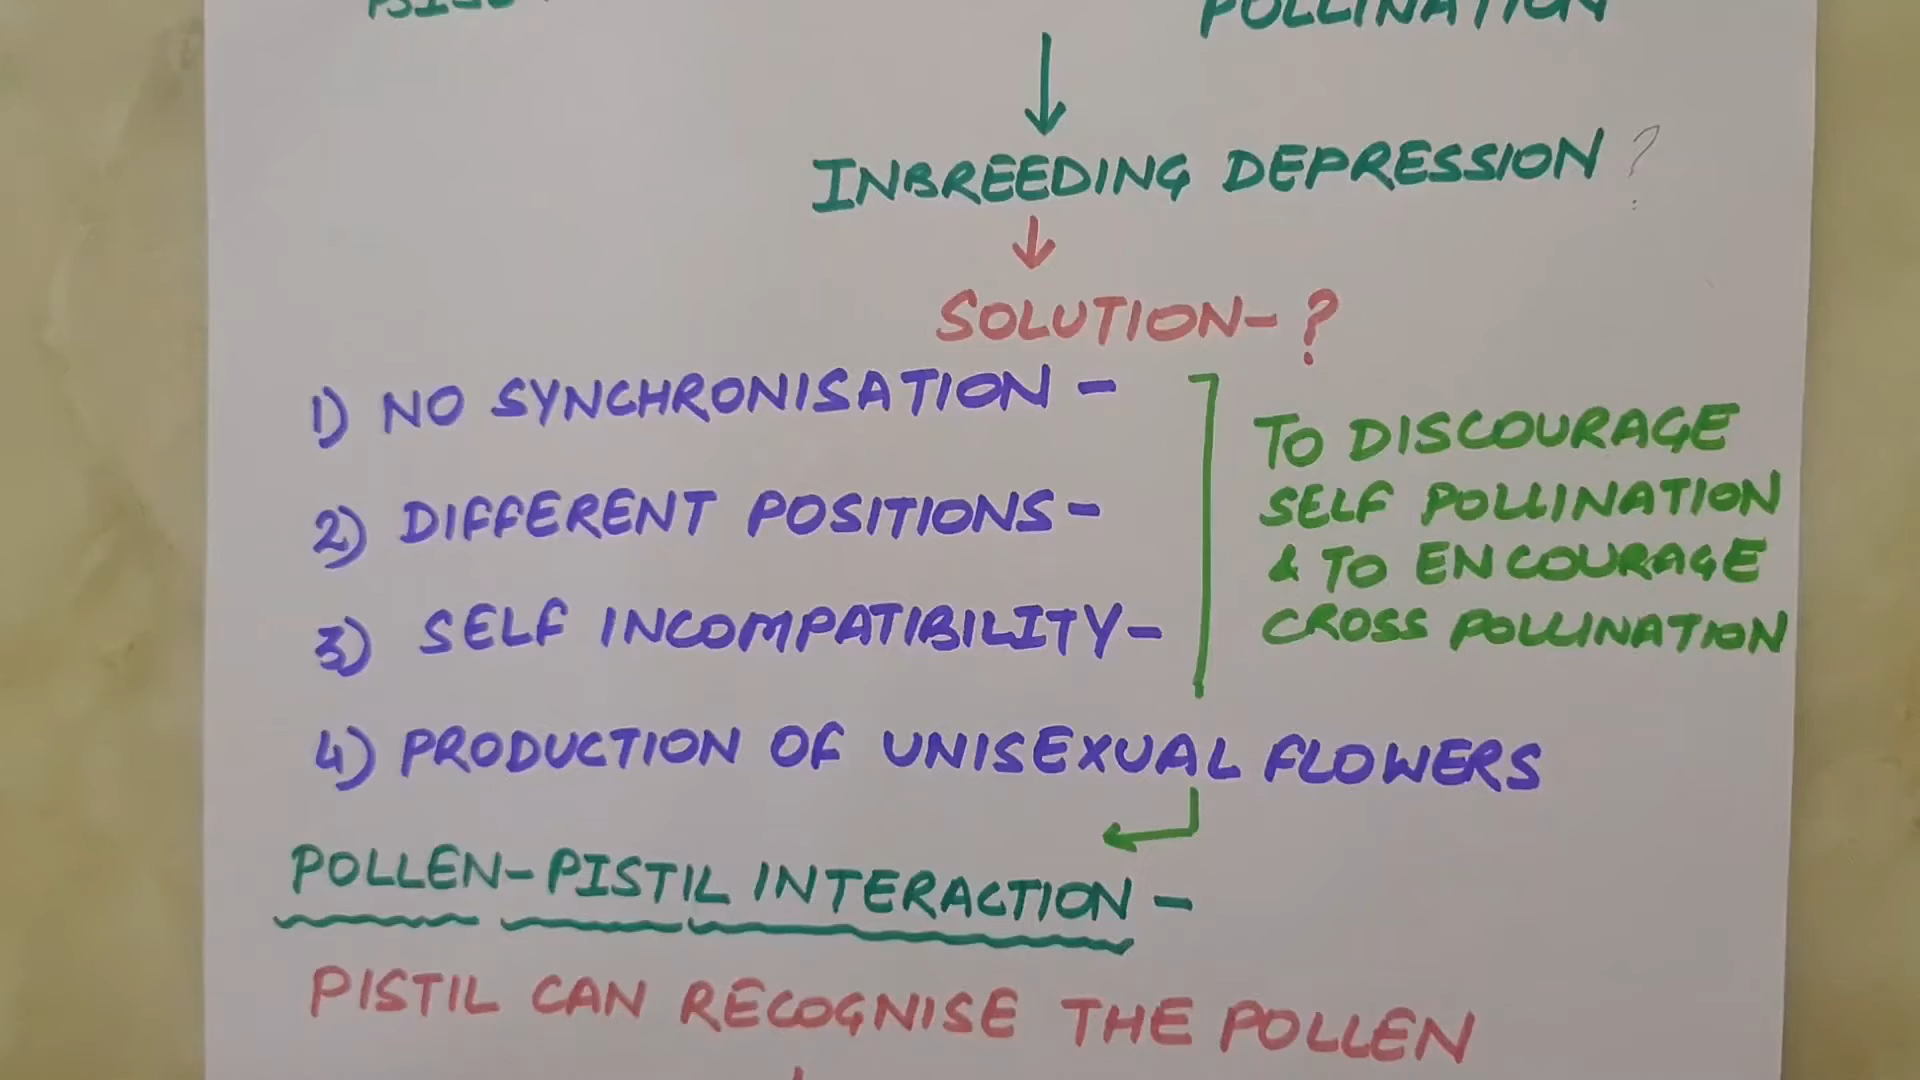 POLLINATION
INBREEDING DEPRESSION ?
SOLUTION- ?
1) NO SYNCHRONISATION -
2) DIFFERENT POSITIONS -
3) SELF INCOMPATIBILITY -
4) PRODUCTION OF UNISEXUAL FLOWERS
TO DISCOURAGE
SELF POLLINATION
& TO ENCOURAGE
CROSS POLLINATION
POLLEN-PISTIL INTERACTION -
PISTIL CAN RECOGNISE THE POLLEN